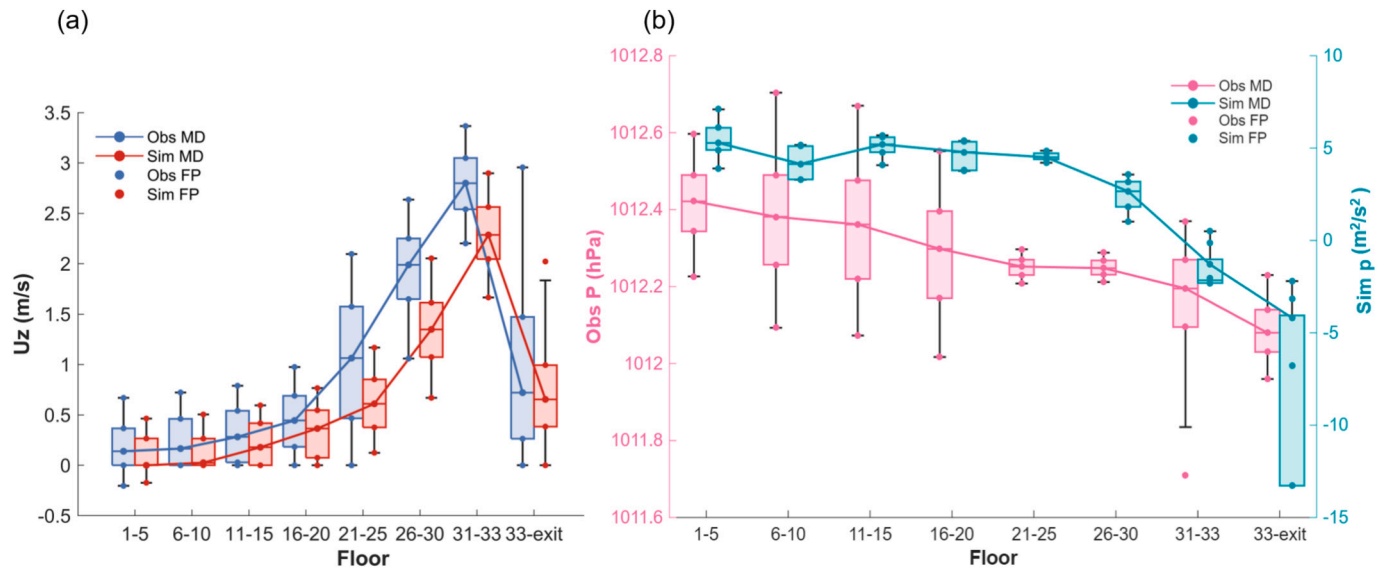 (a)
3.5
3
2.5
2
1.5
1
0.5
0
-0.5
Uz (m/s)
Obs MD
Sim MD
Obs FP
Sim FP
1-5 6-10 11-15 16-20 21-25 26-30 31-33 33-exit
Floor
(b)
1012.8
1012.6
1012.4
1012.2
1012
1011.8
1011.6
Obs P (hPa)
Obs MD
Sim MD
Obs FP
Sim FP
10
5
0
-5
-10
-15
Sim p (m²/s²)
1-5 6-10 11-15 16-20 21-25 26-30 31-33 33-exit
Floor